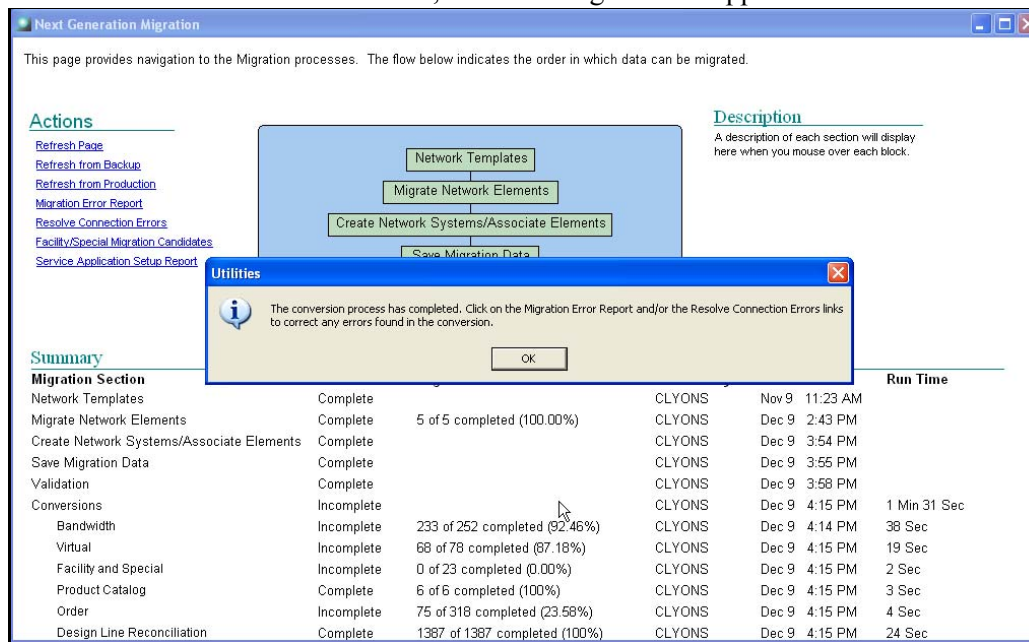 Next Generation Migration
This page provides navigation to the Migration processes. The flow below indicates the order in which data can be migrated.
Actions
Refresh Page
Refresh from Backup
Refresh from Production
Migration Error Report
Resolve Connection Errors
Facility/Special Migration Candidates
Service Application Setup Report
Network Templates
Migrate Network Elements
Create Network Systems/Associate Elements
Save Migration Data
Description
A description of each section will display
here when you mouse over each block.
Utilities
The conversion process has completed. Click on the Migration Error Report and/or the Resolve Connection Errors links
to correct any errors found in the conversion.
OK
Summary
Migration Section Run Time
Network Templates Complete CLYONS Nov 9 11:23 AM
Migrate Network Elements Complete 5 of 5 completed (100.00%) CLYONS Dec 9 2:43 PM
Create Network Systems/Associate Elements Complete CLYONS Dec 9 3:54 PM
Save Migration Data Complete CLYONS Dec 9 3:55 PM
Validation Complete CLYONS Dec 9 3:58 PM
Conversions Incomplete CLYONS Dec 9 4:15 PM 1 Min 31 Sec
Bandwidth Incomplete 233 of 252 completed (92.46%) CLYONS Dec 9 4:14 PM 38 Sec
Virtual Incomplete 68 of 78 completed (87.18%) CLYONS Dec 9 4:15 PM 19 Sec
Facility and Special Incomplete 0 of 23 completed (0.00%) CLYONS Dec 9 4:15 PM 2 Sec
Product Catalog Complete 6 of 6 completed (100%) CLYONS Dec 9 4:15 PM 3 Sec
Order Incomplete 75 of 318 completed (23.58%) CLYONS Dec 9 4:15 PM 4 Sec
Design Line Reconciliation Complete 1387 of 1387 completed (100%) CLYONS Dec 9 4:15 PM 24 Sec